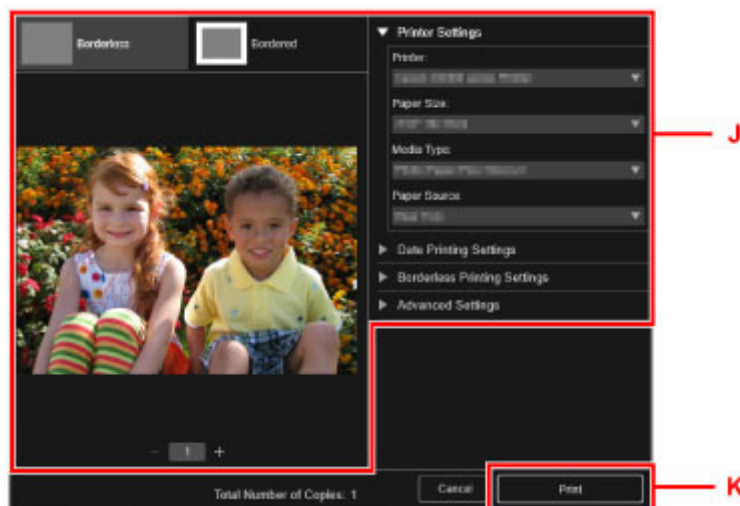 Borderless
Bordered
Printer Settings
Printer:
Paper Size:
Media Type:
Paper Source:
Date Printing Settings
Borderless Printing Settings
Advanced Settings
J
1
Total Number of Copies: 1
Cancel
Print
K